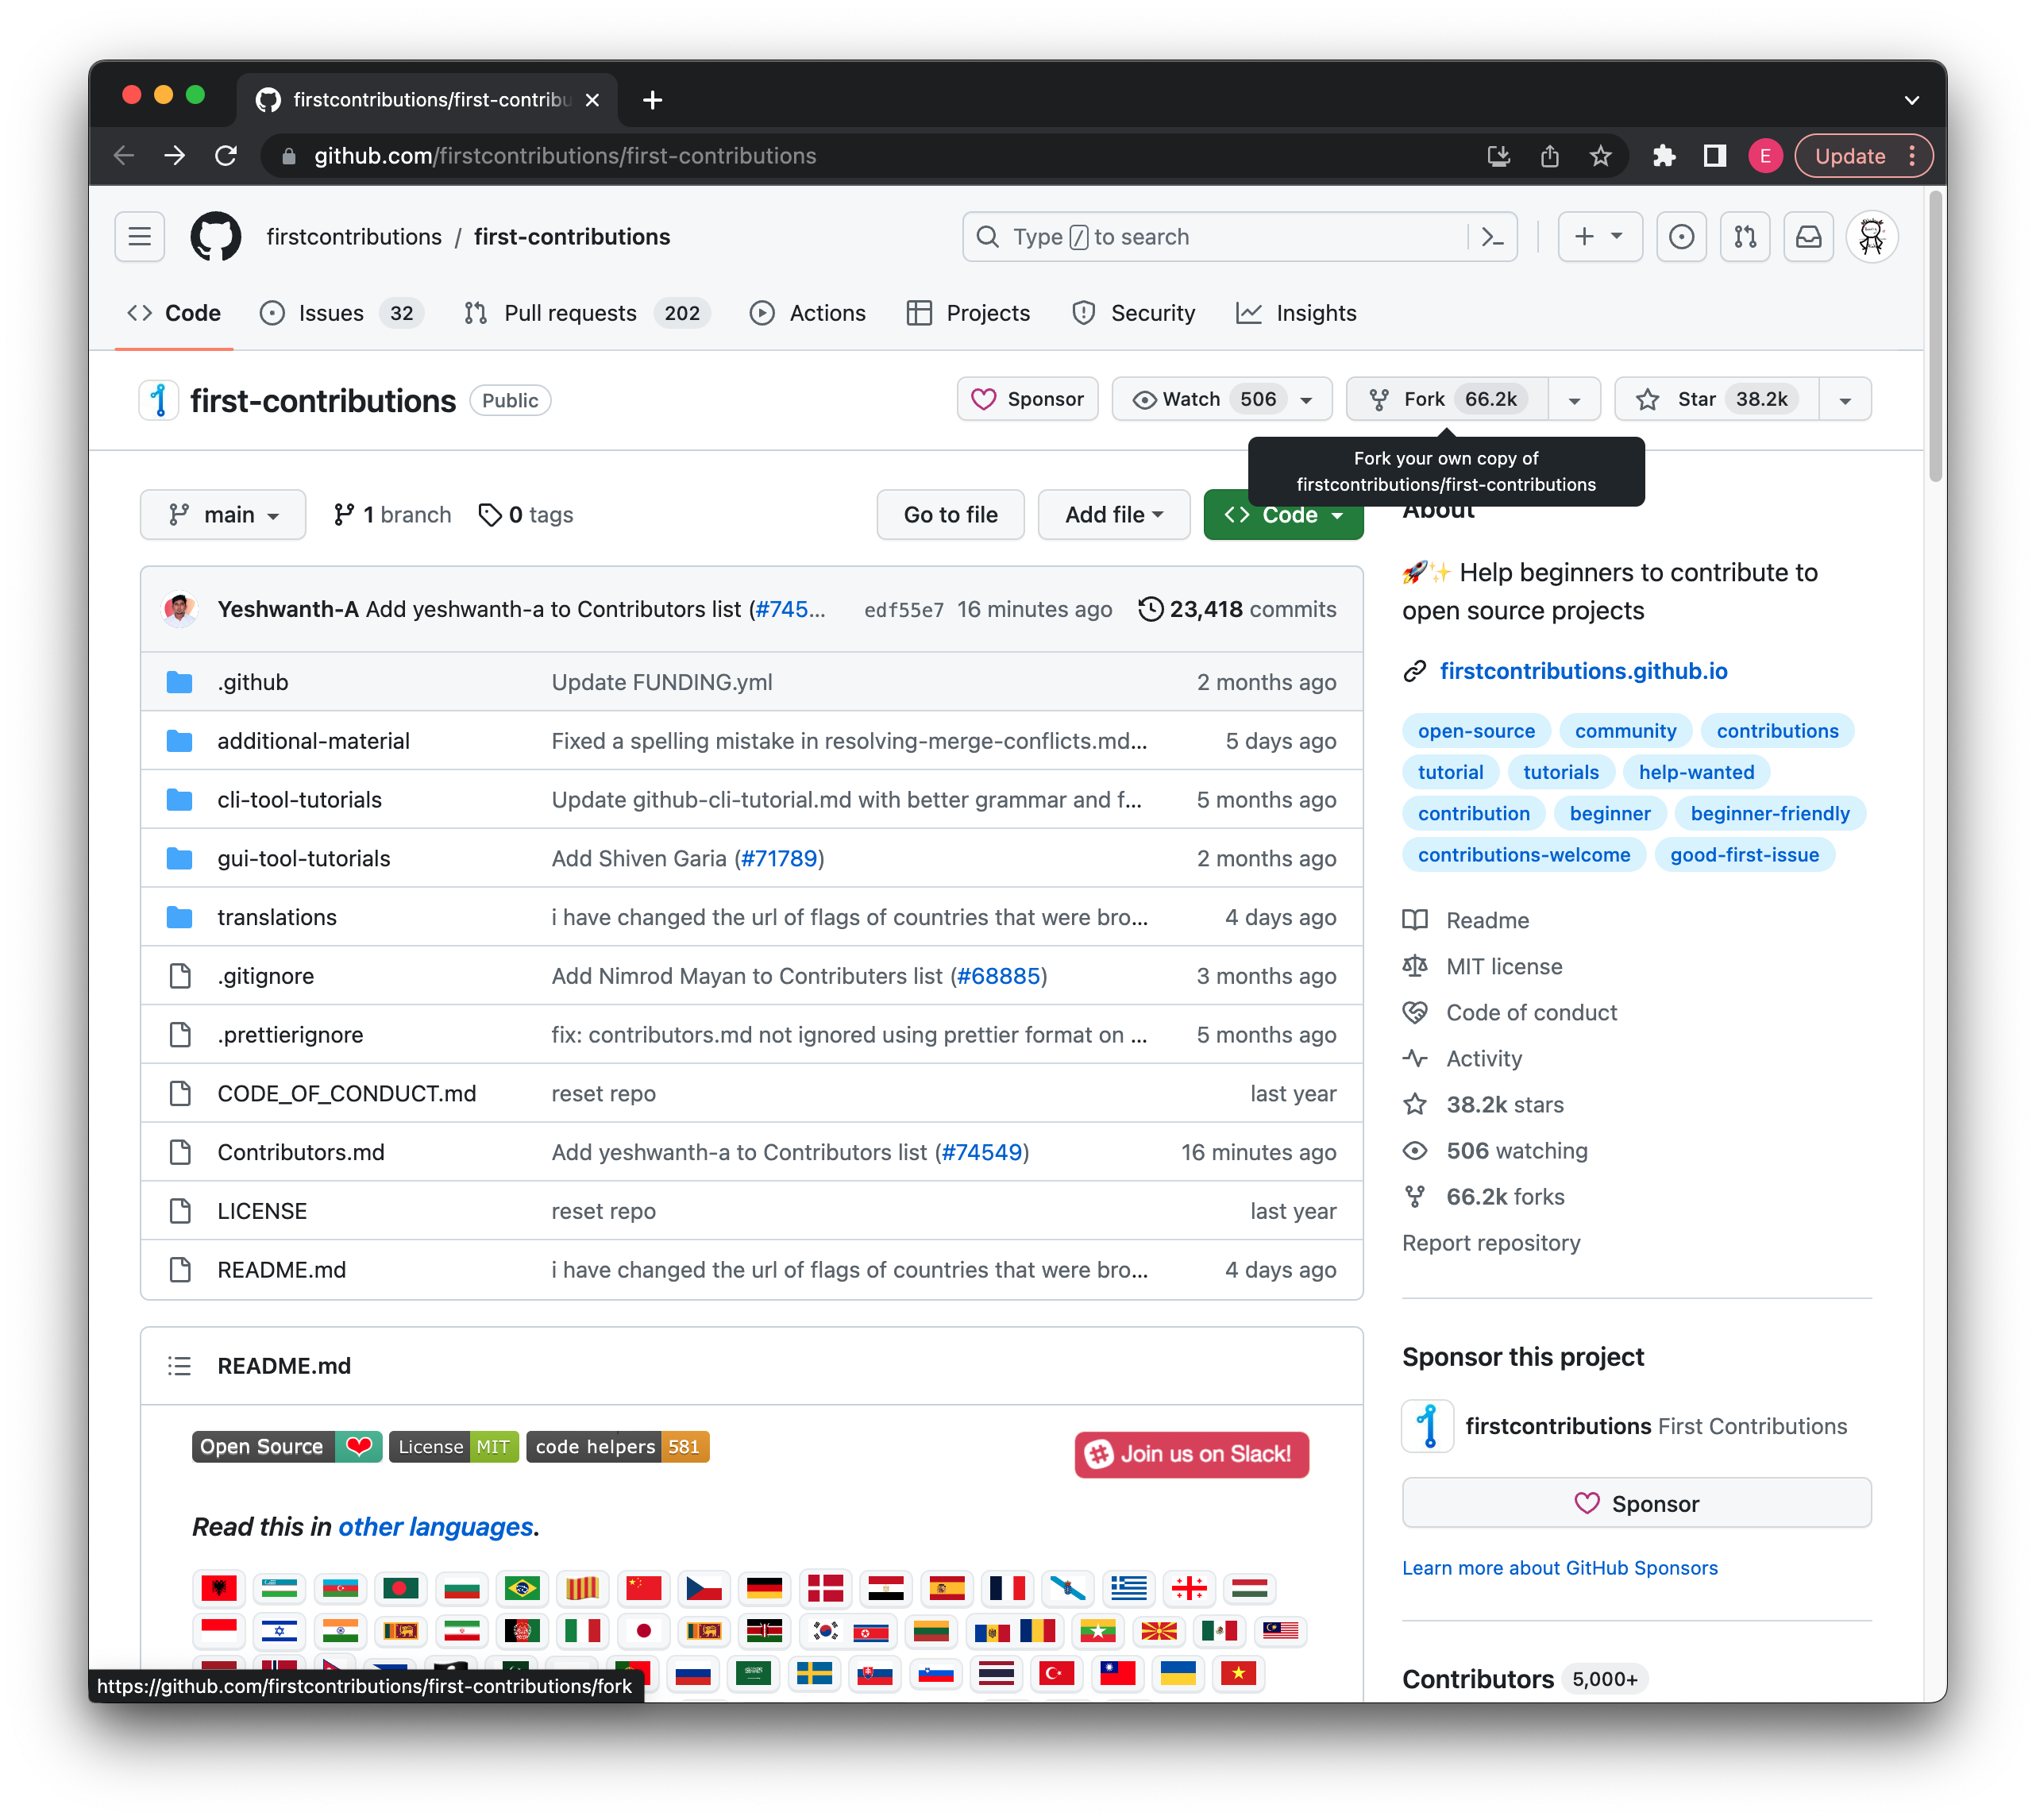 firstcontributions/first-contribu
github.com/firstcontributions/first-contributions
E
Update
firstcontributions / first-contributions
Type / to search
Code
Issues 32
Pull requests 202
Actions
Projects
Security
Insights
first-contributions Public
Sponsor
Watch 506
Fork 66.2k
Star 38.2k
Fork your own copy of
firstcontributions/first-contributions
main
1 branch
0 tags
Go to file
Add file
Code
Yeshwanth-A Add yeshwanth-a to Contributors list (#745... edf55e7 16 minutes ago 23,418 commits
.github Update FUNDING.yml 2 months ago
additional-material Fixed a spelling mistake in resolving-merge-conflicts.md... 5 days ago
cli-tool-tutorials Update github-cli-tutorial.md with better grammar and f... 5 months ago
gui-tool-tutorials Add Shiven Garia (#71789) 2 months ago
translations i have changed the url of flags of countries that were bro... 4 days ago
.gitignore Add Nimrod Mayan to Contributers list (#68885) 3 months ago
.prettierignore fix: contributors.md not ignored using prettier format on ... 5 months ago
CODE_OF_CONDUCT.md reset repo last year
Contributors.md Add yeshwanth-a to Contributors list (#74549) 16 minutes ago
LICENSE reset repo last year
README.md i have changed the url of flags of countries that were bro... 4 days ago
README.md
Open Source
License MIT
code helpers 581
Join us on Slack!
Read this in other languages.
https://github.com/firstcontributions/first-contributions/fork
About
Help beginners to contribute to
open source projects
firstcontributions.github.io
open-source community contributions
tutorial tutorials help-wanted
contribution beginner beginner-friendly
contributions-welcome good-first-issue
Readme
MIT license
Code of conduct
Activity
38.2k stars
506 watching
66.2k forks
Report repository
Sponsor this project
firstcontributions First Contributions
Sponsor
Learn more about GitHub Sponsors
Contributors 5,000+